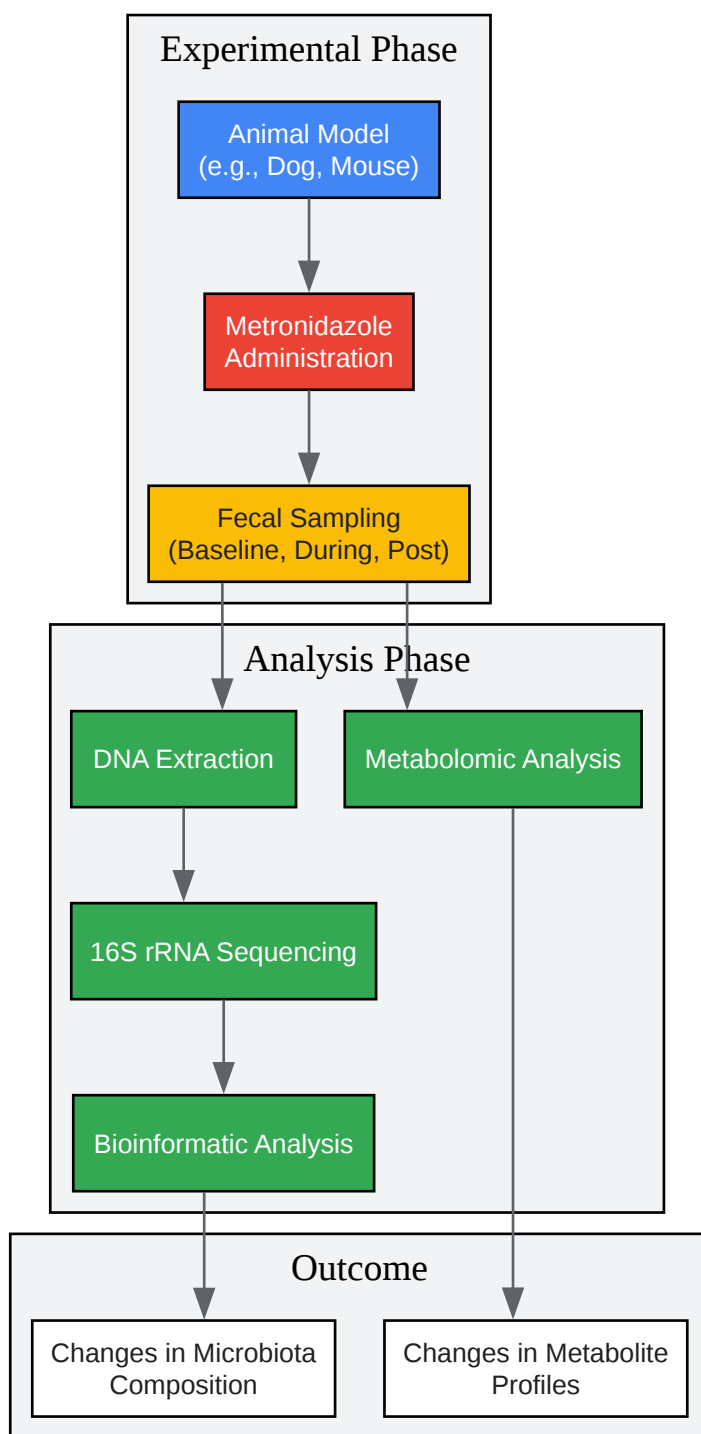 Experimental Phase
Animal Model
(e.g., Dog, Mouse)
Metronidazole
Administration
Fecal Sampling
(Baseline, During, Post)
Analysis Phase
DNA Extraction
Metabolomic Analysis
16S rRNA Sequencing
Bioinformatic Analysis
Outcome
Changes in Microbiota
Composition
Changes in Metabolite
Profiles